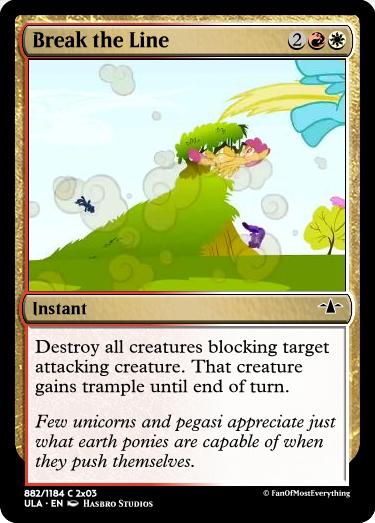 Break the Line 2
Instant
Destroy all creatures blocking target
attacking creature. That creature
gains trample until end of turn.
Few unicorns and pegasi appreciate just
what earth ponies are capable of when
they push themselves.
882/1184 C 2x03
ULA • EN HASBRO STUDIOS
© FanOfMostEverything